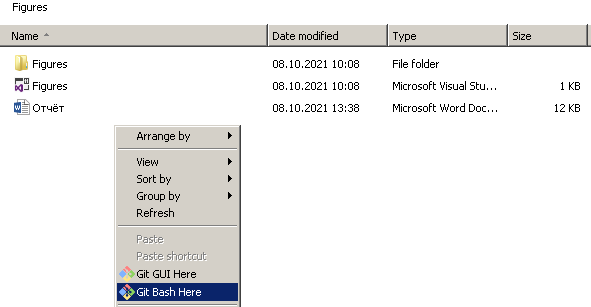 Figures
Name Date modified Type Size
Figures 08.10.2021 10:08 File folder
Figures 08.10.2021 10:08 Microsoft Visual Stu... 1 KB
Отчёт 08.10.2021 13:38 Microsoft Word Doc... 12 KB
Arrange by
View
Sort by
Group by
Refresh
Paste
Paste shortcut
Git GUI Here
Git Bash Here